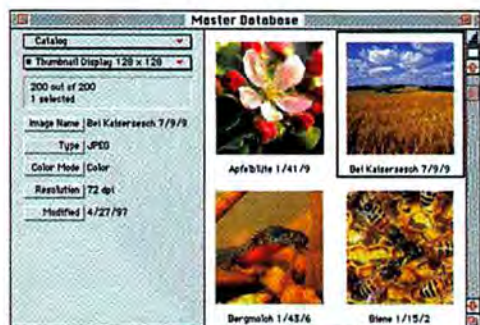 Master Database
Catalog
Thumbnail Display 128 x 128
200 out of 200
1 selected
Image Name Bei Kaisersesch 7/9/9
Type JPEG
Color Mode Color
Resolution 72 dpi
Modified 4/27/97
Apfelblüte 1/41/9
Bei Kaisersesch 7/9/9
Bergmolch 1/43/6
Biene 1/15/2